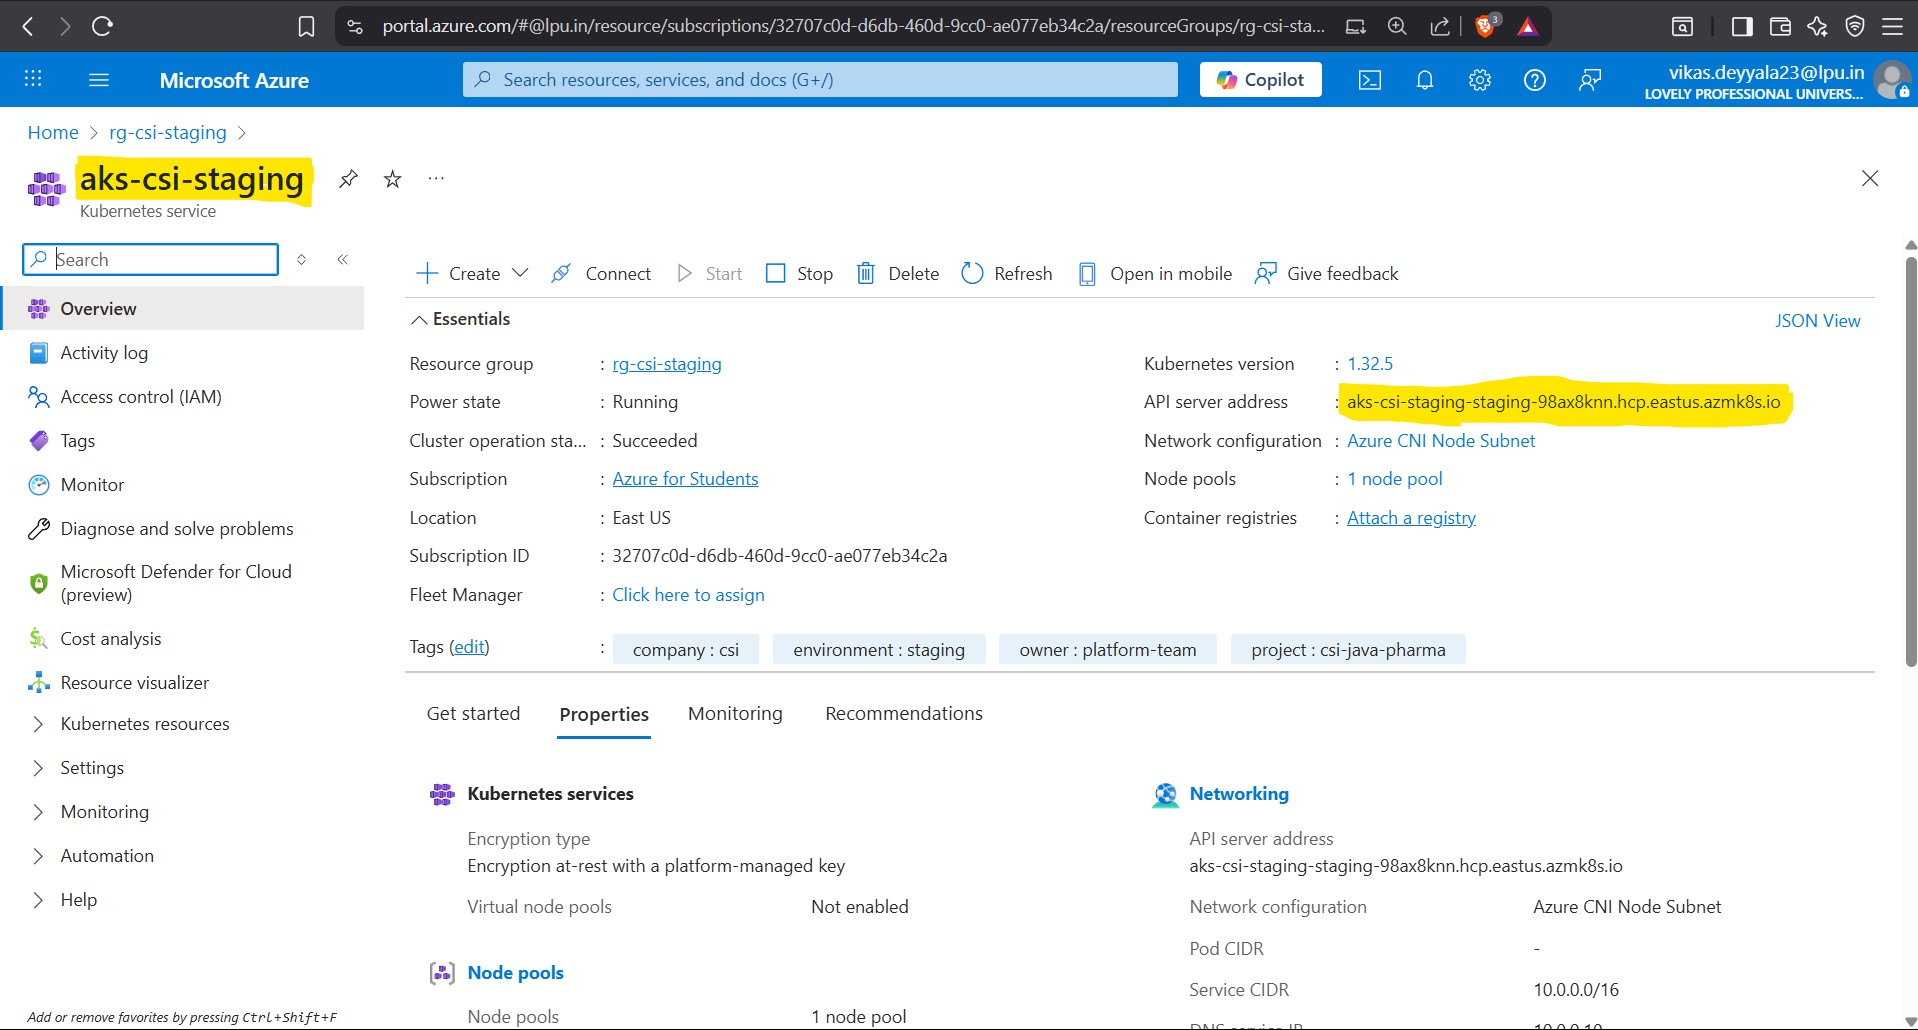 portal.azure.com/#@lpu.in/resource/subscriptions/32707c0d-d6db-460d-9cc0-ae077eb34c2a/resourceGroups/rg-csi-sta...
3
Microsoft Azure
Search resources, services, and docs (G+/)
Copilot
vikas.deyyala23@lpu.in
LOVELY PROFESSIONAL UNIVERS...
Home > rg-csi-staging >
aks-csi-staging
...
Kubernetes service
Search
Overview
Activity log
Access control (IAM)
Tags
Monitor
Diagnose and solve problems
Microsoft Defender for Cloud
(preview)
Cost analysis
Resource visualizer
Kubernetes resources
Settings
Monitoring
Automation
Help
Add or remove favorites by pressing Ctrl+Shift+F
Create Connect Start Stop Delete Refresh Open in mobile Give feedback
Essentials
JSON View
Resource group : rg-csi-staging
Power state : Running
Cluster operation sta... : Succeeded
Subscription : Azure for Students
Location : East US
Subscription ID : 32707c0d-d6db-460d-9cc0-ae077eb34c2a
Fleet Manager : Click here to assign
Kubernetes version : 1.32.5
API server address : aks-csi-staging-staging-98ax8knn.hcp.eastus.azmk8s.io
Network configuration : Azure CNI Node Subnet
Node pools : 1 node pool
Container registries : Attach a registry
Tags (edit) : company : csi environment : staging owner : platform-team project : csi-java-pharma
Get started Properties Monitoring Recommendations
Kubernetes services
Encryption type
Encryption at-rest with a platform-managed key
Virtual node pools Not enabled
Node pools
Node pools 1 node pool
Networking
API server address
aks-csi-staging-staging-98ax8knn.hcp.eastus.azmk8s.io
Network configuration Azure CNI Node Subnet
Pod CIDR -
Service CIDR 10.0.0.0/16